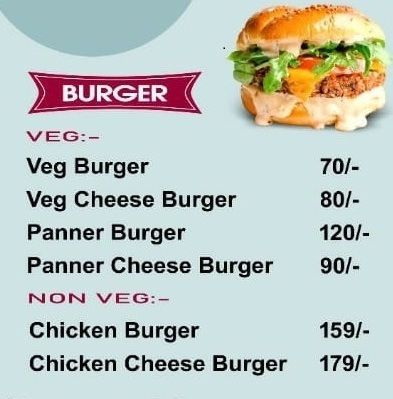 BURGER
VEG:-
Veg Burger 70/-
Veg Cheese Burger 80/-
Panner Burger 120/-
Panner Cheese Burger 90/-
NON VEG:-
Chicken Burger 159/-
Chicken Cheese Burger 179/-